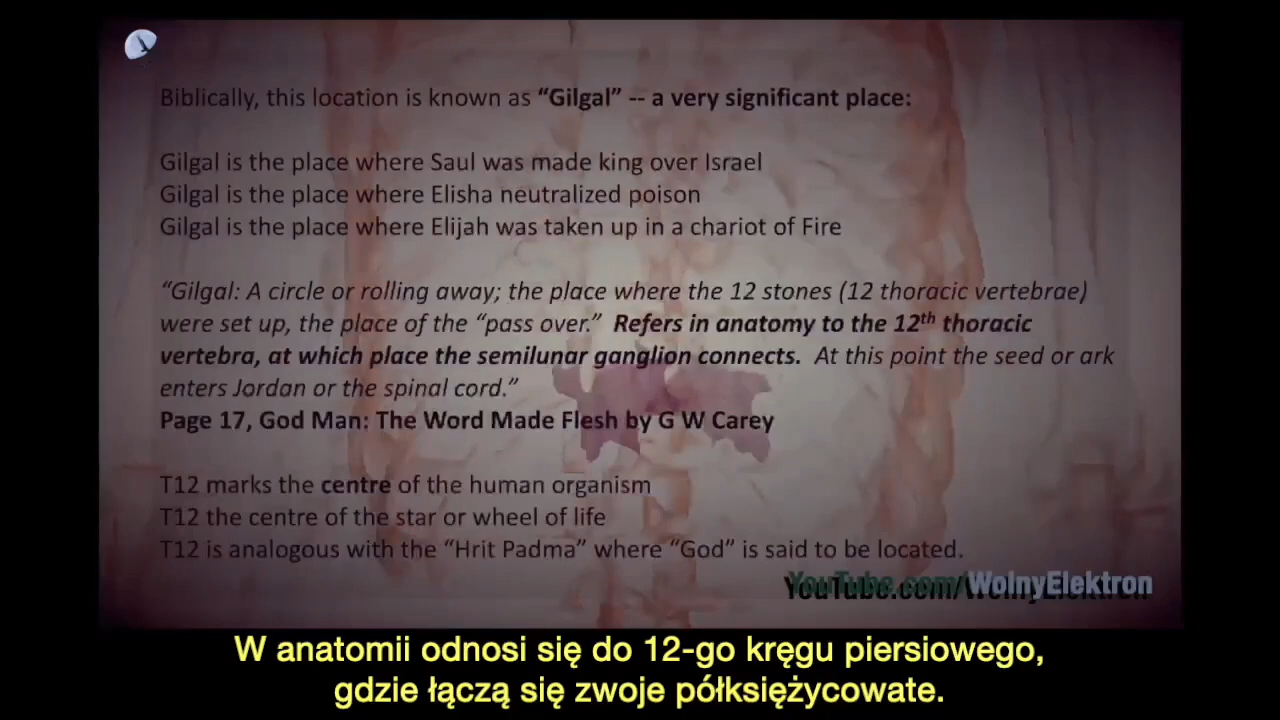 Biblically, this location is known as “Gilgal” -- a very significant place:
Gilgal is the place where Saul was made king over Israel
Gilgal is the place where Elisha neutralized poison
Gilgal is the place where Elijah was taken up in a chariot of Fire
“Gilgal: A circle or rolling away; the place where the 12 stones (12 thoracic vertebrae)
were set up, the place of the “pass over.” Refers in anatomy to the 12th thoracic
vertebra, at which place the semilunar ganglion connects. At this point the seed or ark
enters Jordan or the spinal cord.”
Page 17, God Man: The Word Made Flesh by G W Carey
T12 marks the centre of the human organism
T12 the centre of the star or wheel of life
T12 is analogous with the “Hrit Padma” where “God” is said to be located.
YouTube.com/WolnyElektron
W anatomii odnosi się do 12-go kręgu piersiowego,
gdzie łączą się zwoje półksiężycowate.